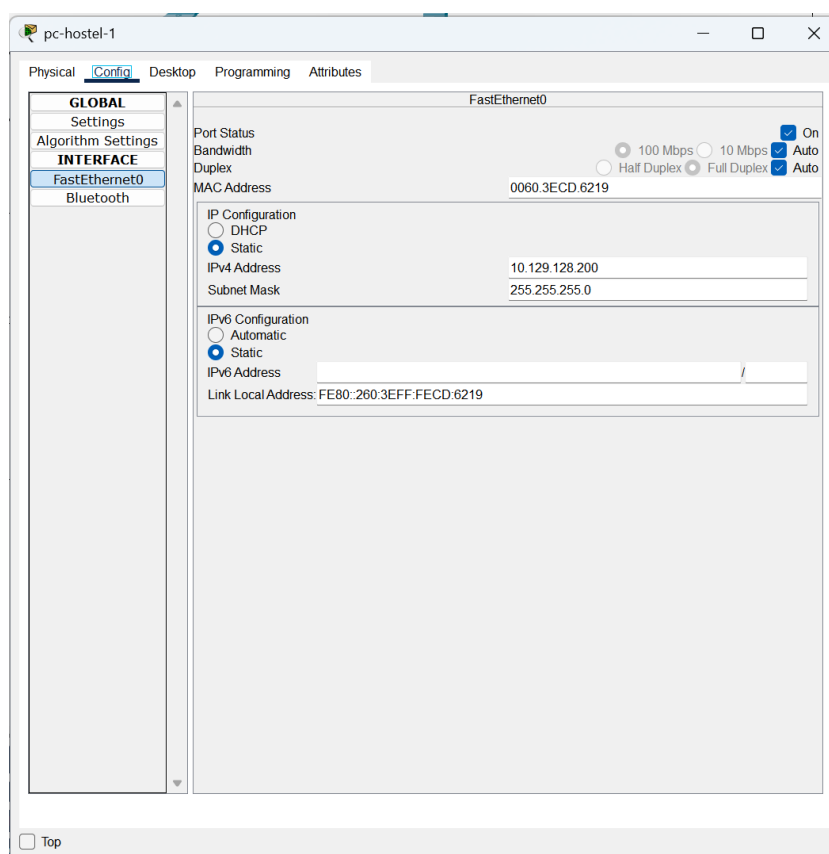 pc-hostel-1
Physical Config Desktop Programming Attributes
GLOBAL
Settings
Algorithm Settings
INTERFACE
FastEthernet0
Bluetooth
FastEthernet0
Port Status On
Bandwidth 100 Mbps 10 Mbps Auto
Duplex Half Duplex Full Duplex Auto
MAC Address 0060.3ECD.6219
IP Configuration
DHCP
Static
IPv4 Address 10.129.128.200
Subnet Mask 255.255.255.0
IPv6 Configuration
Automatic
Static
IPv6 Address /
Link Local Address: FE80::260:3EFF:FECD:6219
Top